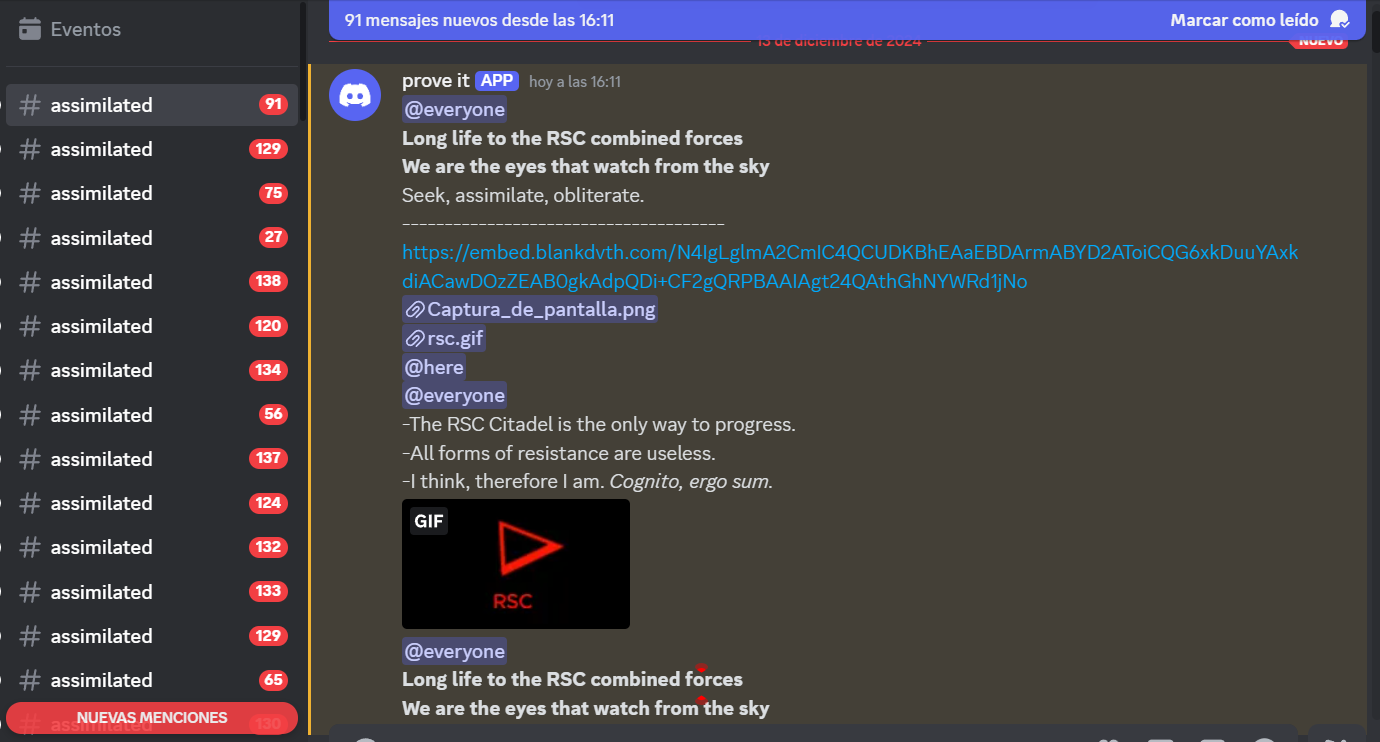 Eventos
assimilated 91
assimilated 129
assimilated 75
assimilated 27
assimilated 138
assimilated 120
assimilated 134
assimilated 56
assimilated 137
assimilated 124
assimilated 132
assimilated 133
assimilated 129
assimilated 65
assimilated 130
NUEVAS MENCIONES
91 mensajes nuevos desde las 16:11 Marcar como leído
13 de diciembre de 2024 NUEVO
prove it APP hoy a las 16:11
@everyone
Long life to the RSC combined forces
We are the eyes that watch from the sky
Seek, assimilate, obliterate.
--------------------------------------
https://embed.blankdvth.com/N4IgLglmA2CmIC4QCUDKBhEAaEBDArmABYD2AToiCQG6xkDuuYAxk
diACawDOzZEAB0gkAdpQDi+CF2gQRPBAAIAgt24QAthGhNYWRd1jNo
Captura_de_pantalla.png
rsc.gif
@here
@everyone
-The RSC Citadel is the only way to progress.
-All forms of resistance are useless.
-I think, therefore I am. Cognito, ergo sum.
GIF
RSC
@everyone
Long life to the RSC combined forces
We are the eyes that watch from the sky